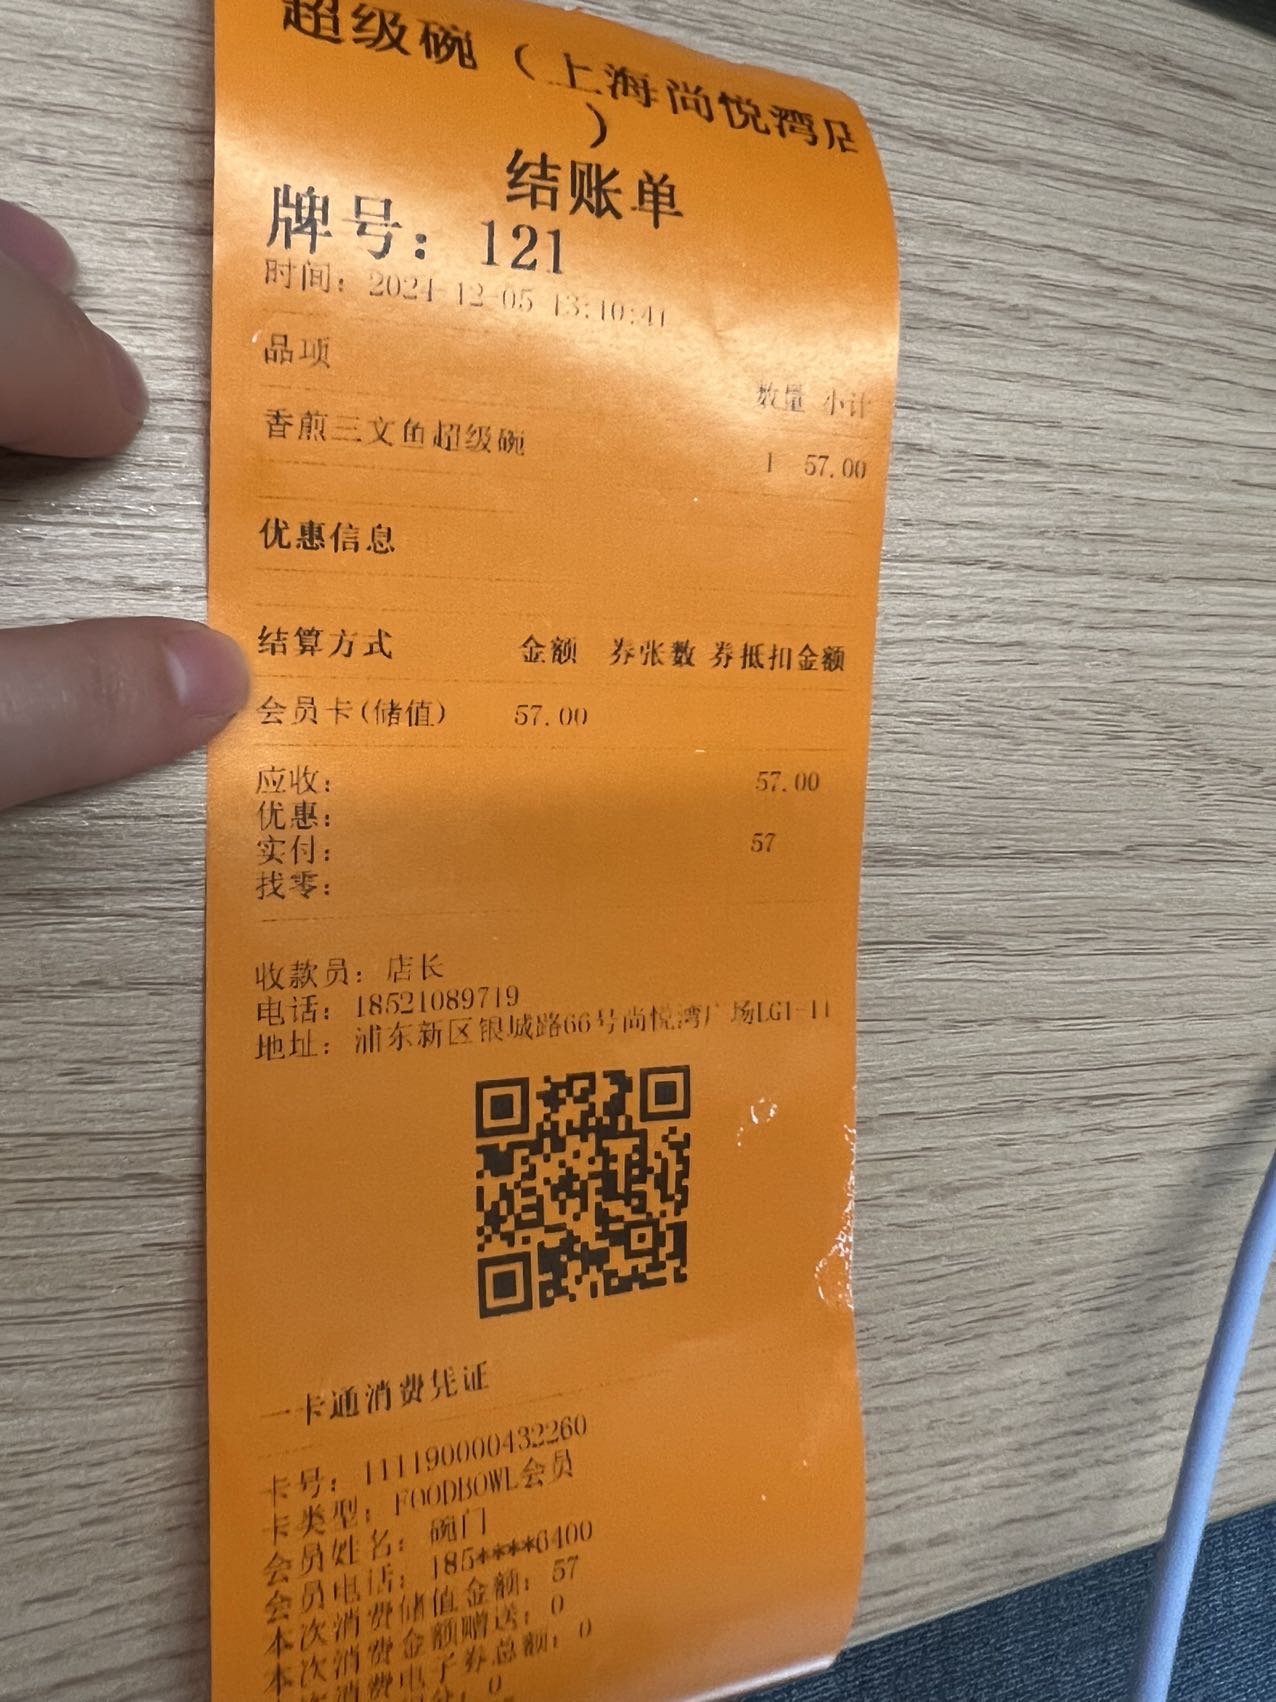 超级碗（上海尚悦湾店
）
结账单
牌号：121
时间：2024-12-05 13:10:41
品项 数量 小计
香煎三文鱼超级碗 1 57.00
优惠信息
结算方式 金额 券张数 券抵扣金额
会员卡(储值) 57.00
应收： 57.00
优惠：
实付： 57
找零：
收款员：店长
电话：18521089719
地址：浦东新区银城路66号尚悦湾广场LG1-11
一卡通消费凭证
卡号：1111190000432260
卡类型：FOODBOWL会员
会员姓名：碗门
会员电话：185****6400
本次消费储值金额：57
本次消费金额赠送：0
次消费电子券总额：0
0